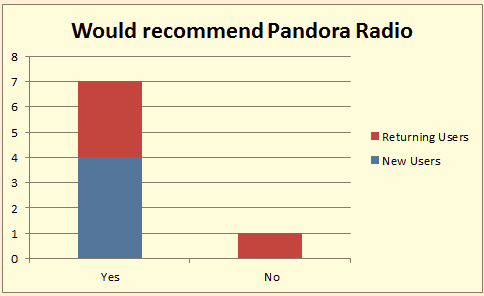 Would recommend Pandora Radio
8
7
6
5
4
3
2
1
0
Yes No
Returning Users
New Users